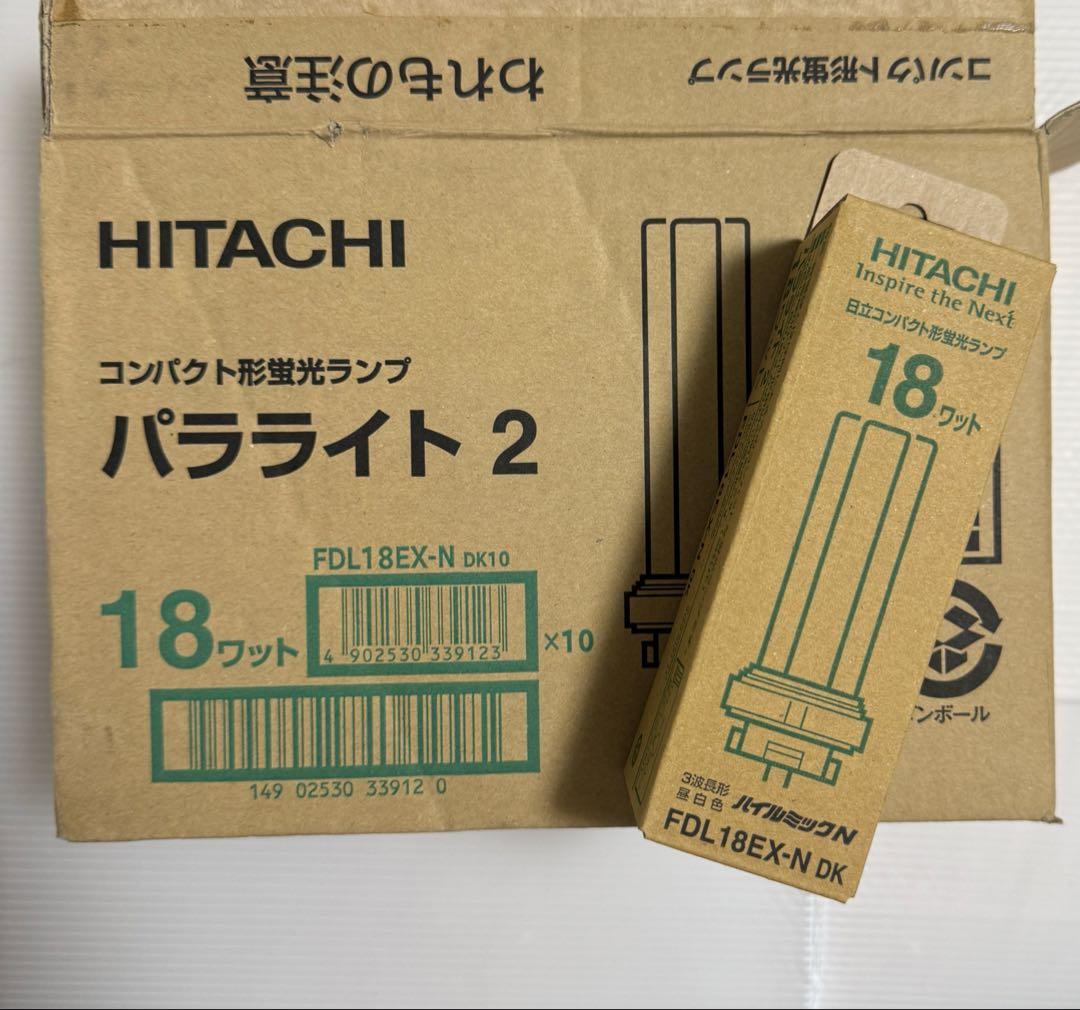 われもの注意
コンパクト形蛍光ランプ
HITACHI
コンパクト形蛍光ランプ
パラライト 2
FDL18EX-N DK10
18ワット
4 902530 339123
×10
149 02530 33912 0
HITACHI
Inspire the Next
日立コンパクト形蛍光ランプ
18ワット
3波長形
昼白色
ハイルミックN
FDL18EX-N DK
ンボール